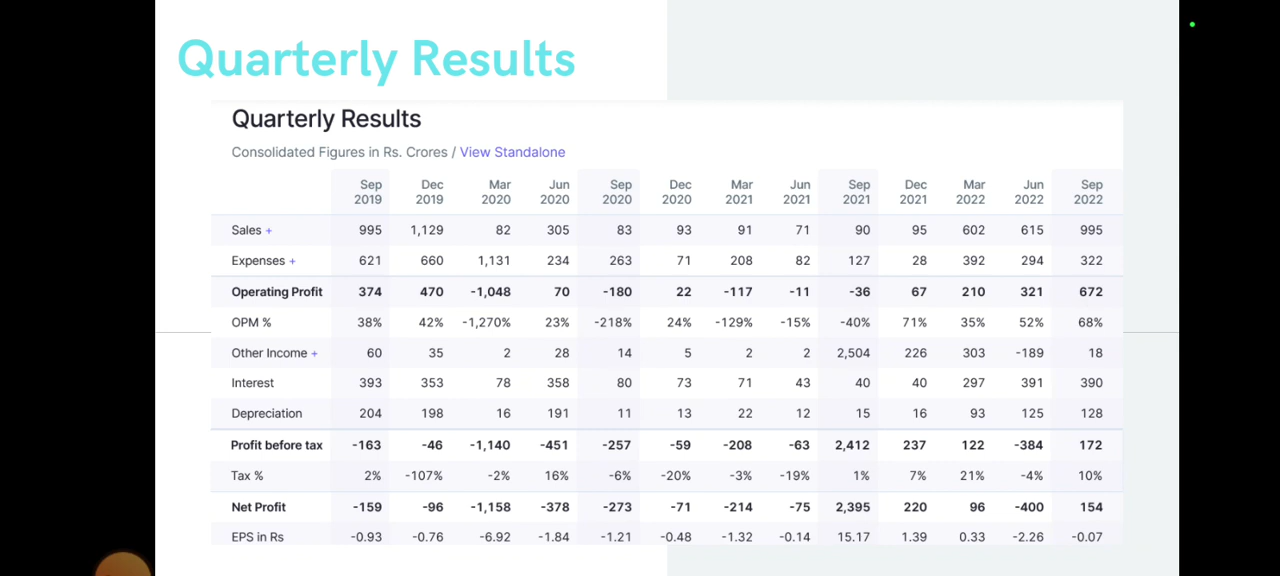 Quarterly Results
Quarterly Results
Consolidated Figures in Rs. Crores / View Standalone
Sep 2019 Dec 2019 Mar 2020 Jun 2020 Sep 2020 Dec 2020 Mar 2021 Jun 2021 Sep 2021 Dec 2021 Mar 2022 Jun 2022 Sep 2022
Sales + 995 1,129 82 305 83 93 91 71 90 95 602 615 995
Expenses + 621 660 1,131 234 263 71 208 82 127 28 392 294 322
Operating Profit 374 470 -1,048 70 -180 22 -117 -11 -36 67 210 321 672
OPM % 38% 42% -1,270% 23% -218% 24% -129% -15% -40% 71% 35% 52% 68%
Other Income + 60 35 2 28 14 5 2 2 2,504 226 303 -189 18
Interest 393 353 78 358 80 73 71 43 40 40 297 391 390
Depreciation 204 198 16 191 11 13 22 12 15 16 93 125 128
Profit before tax -163 -46 -1,140 -451 -257 -59 -208 -63 2,412 237 122 -384 172
Tax % 2% -107% -2% 16% -6% -20% -3% -19% 1% 7% 21% -4% 10%
Net Profit -159 -96 -1,158 -378 -273 -71 -214 -75 2,395 220 96 -400 154
EPS in Rs -0.93 -0.76 -6.92 -1.84 -1.21 -0.48 -1.32 -0.14 15.17 1.39 0.33 -2.26 -0.07